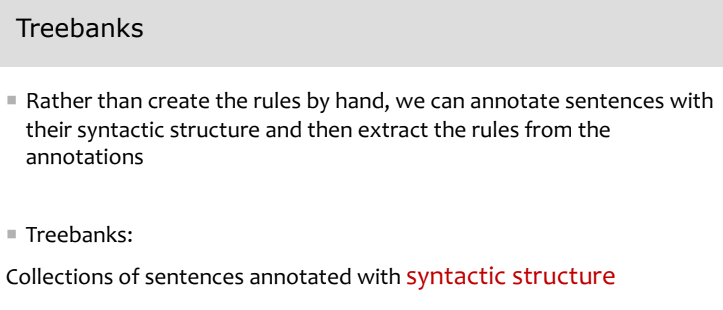 Treebanks
Rather than create the rules by hand, we can annotate sentences with
their syntactic structure and then extract the rules from the
annotations
Treebanks:
Collections of sentences annotated with syntactic structure